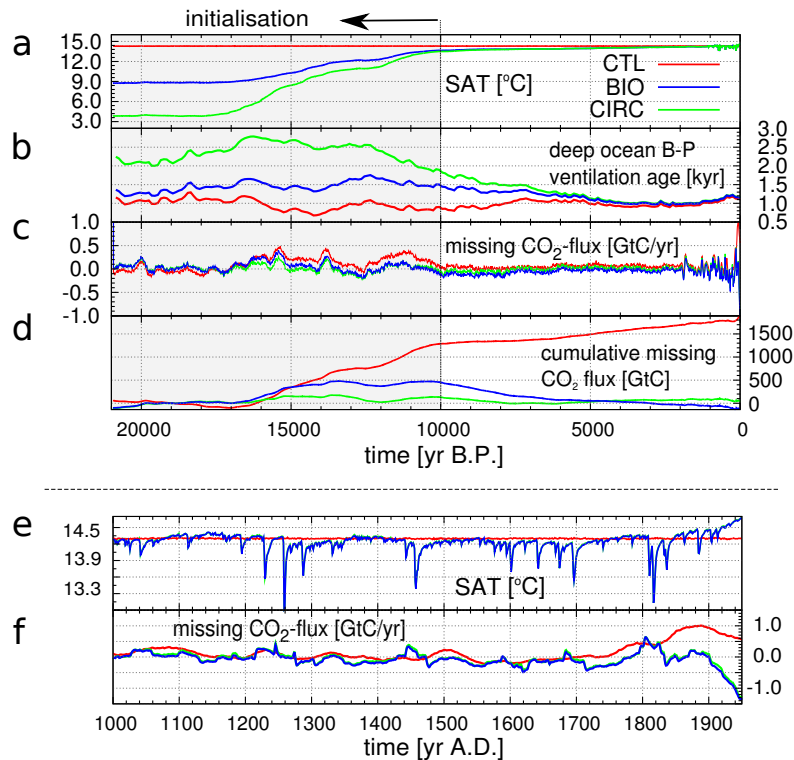 initialisation
a
15.0
12.0
9.0
6.0
3.0
SAT [°C]
CTL
BIO
CIRC
b
deep ocean B-P
ventilation age [kyr]
3.0
2.5
2.0
1.5
1.0
0.5
c
1.0
0.5
0.0
-0.5
-1.0
missing CO₂-flux [GtC/yr]
d
cumulative missing
CO₂ flux [GtC]
1500
1000
500
0
20000 15000 10000 5000 0
time [yr B.P.]
e
14.5
13.9
13.3
SAT [°C]
f
missing CO₂-flux [GtC/yr]
1.0
0.0
-1.0
1000 1100 1200 1300 1400 1500 1600 1700 1800 1900
time [yr A.D.]